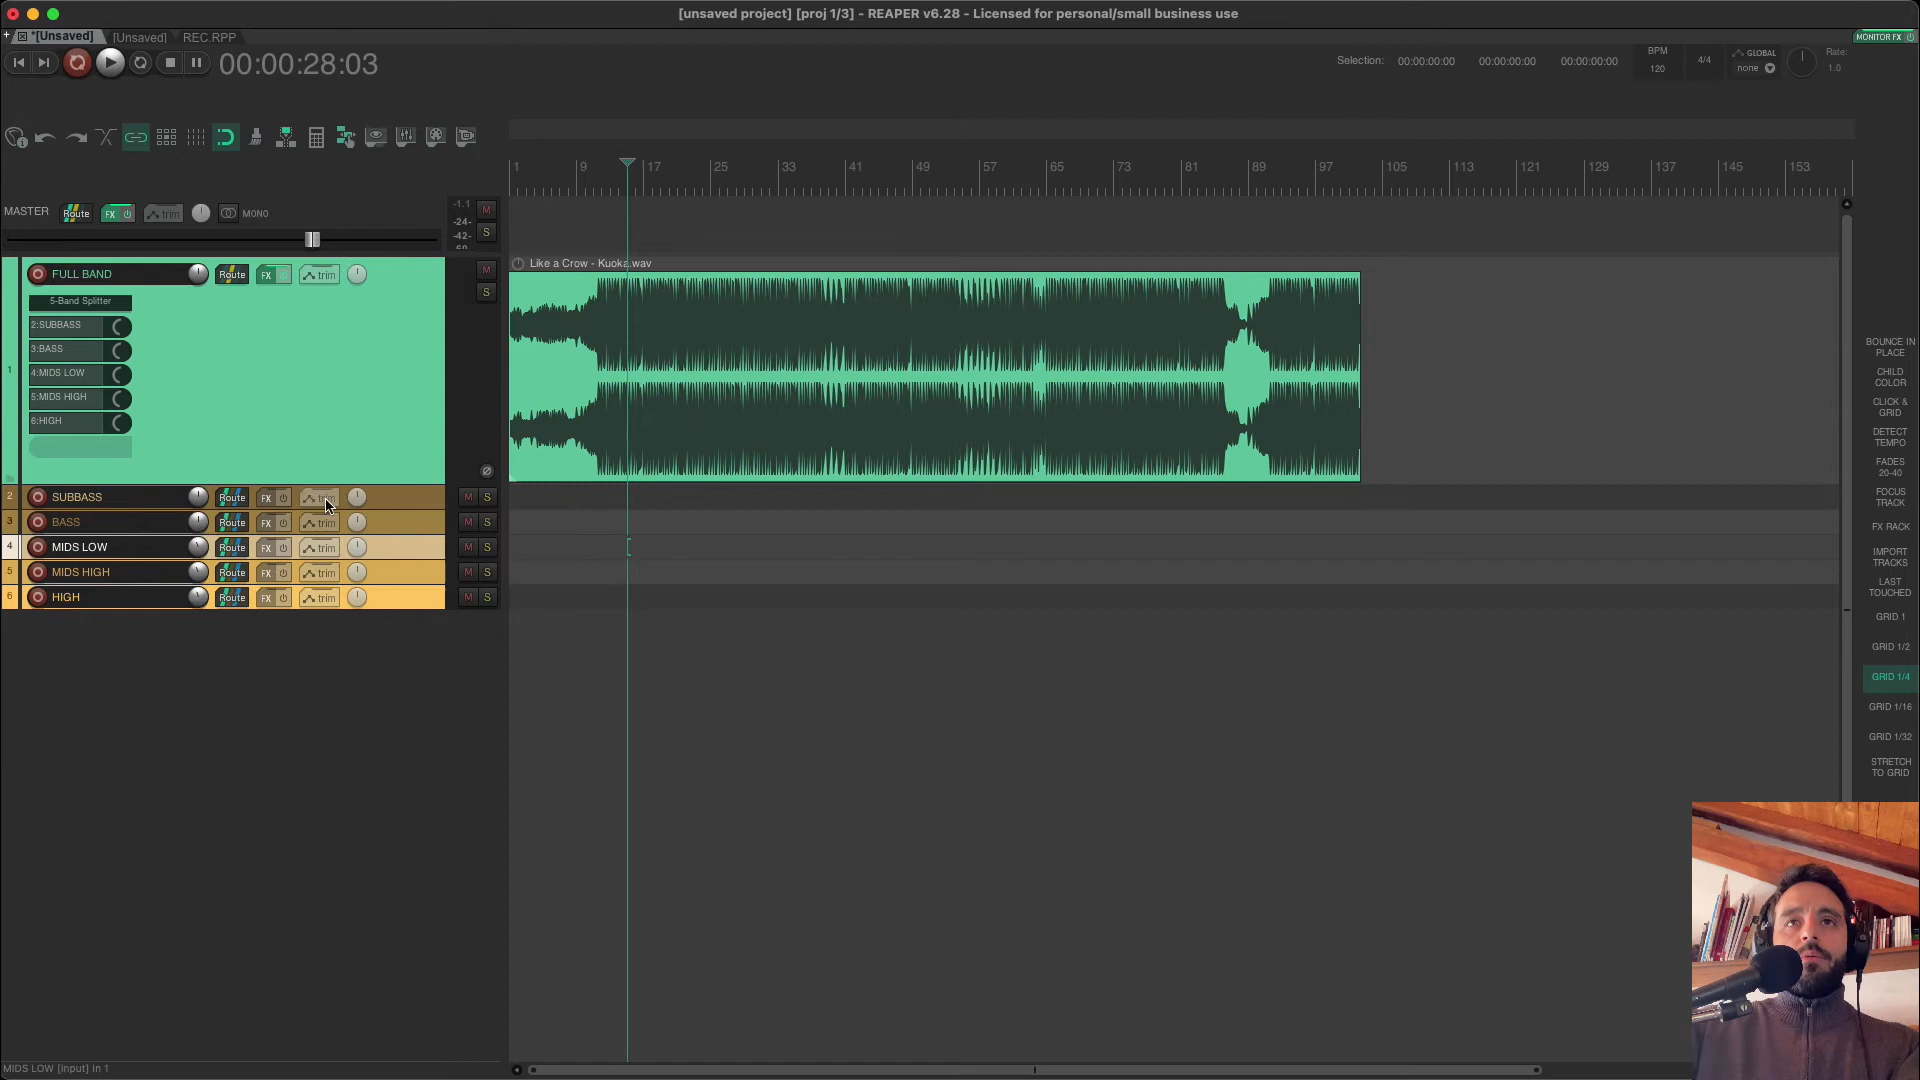 [unsaved project] [proj 1/3] - REAPER v6.28 - Licensed for personal/small business use
+ *[Unsaved] [Unsaved] REC.RPP
MONITOR FX
00:00:28:03
Selection: 00:00:00:00 00:00:00:00 00:00:00:00
BPM
120
4/4
GLOBAL
none
Rate:
1.0
1 9 17 25 33 41 49 57 65 73 81 89 97 105 113 121 129 137 145 153
MASTER Route FX trim MONO
-1.1
-24-
-42-
-60
M
S
Like a Crow - Kuoka.wav
1
FULL BAND Route FX trim
M
S
5-Band Splitter
2:SUBBASS
3:BASS
4:MIDS LOW
5:MIDS HIGH
6:HIGH
2 SUBBASS Route FX trim M S
3 BASS Route FX trim M S
4 MIDS LOW Route FX trim M S
5 MIDS HIGH Route FX trim M S
6 HIGH Route FX trim M S
BOUNCE IN
PLACE
CHILD
COLOR
CLICK &
GRID
DETECT
TEMPO
FADES
20-40
FOCUS
TRACK
FX RACK
IMPORT
TRACKS
LAST
TOUCHED
GRID 1
GRID 1/2
GRID 1/4
GRID 1/16
GRID 1/32
STRETCH
TO GRID
MIDS LOW [input] In 1